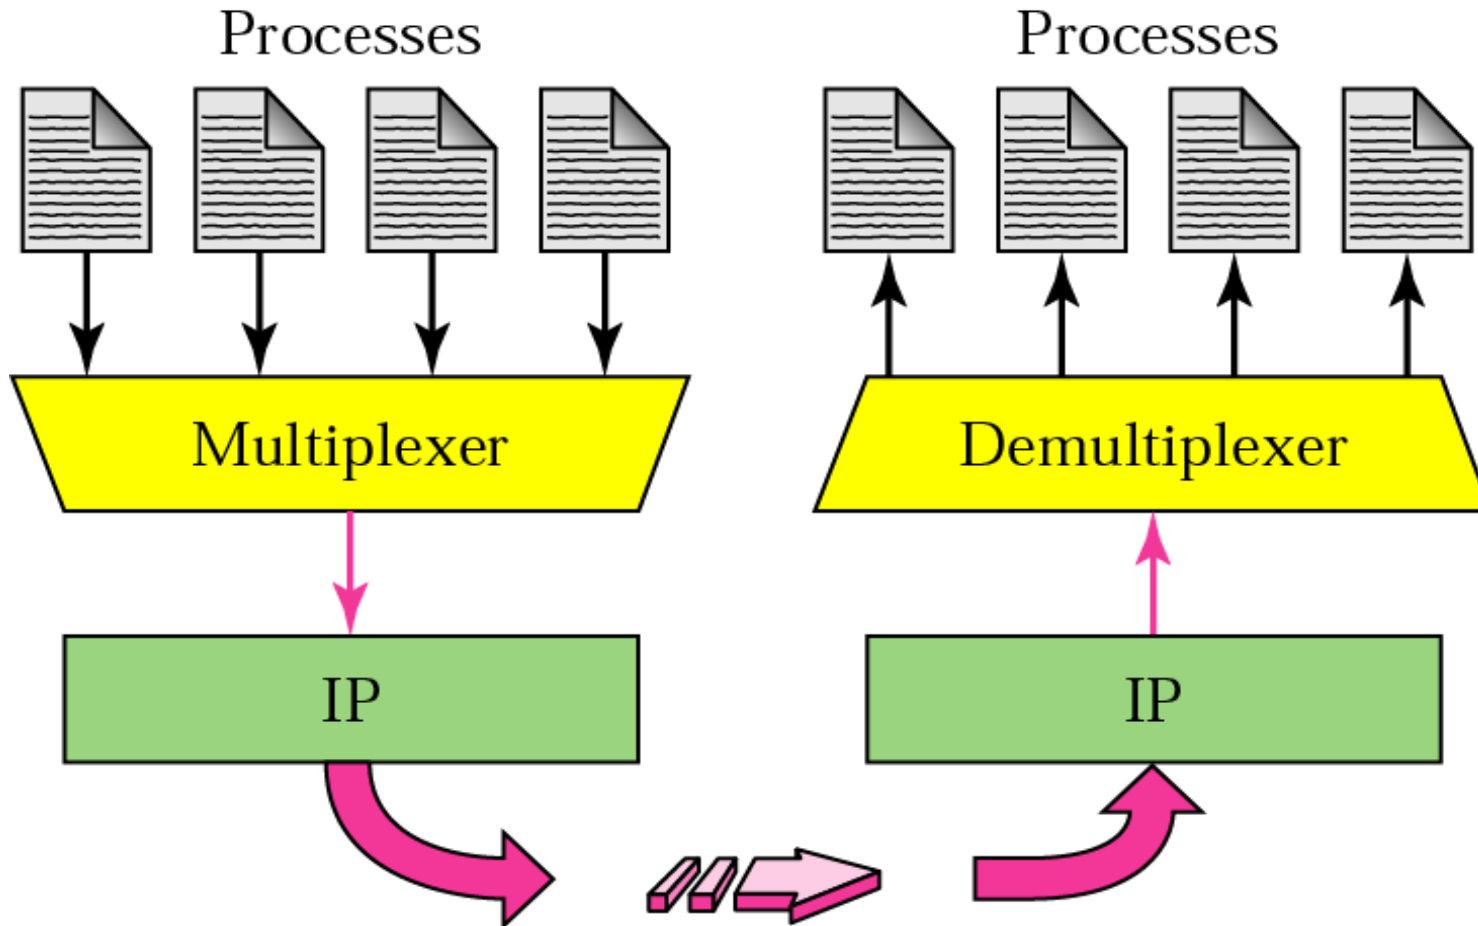 Processes
Processes
Multiplexer
Demultiplexer
IP
IP